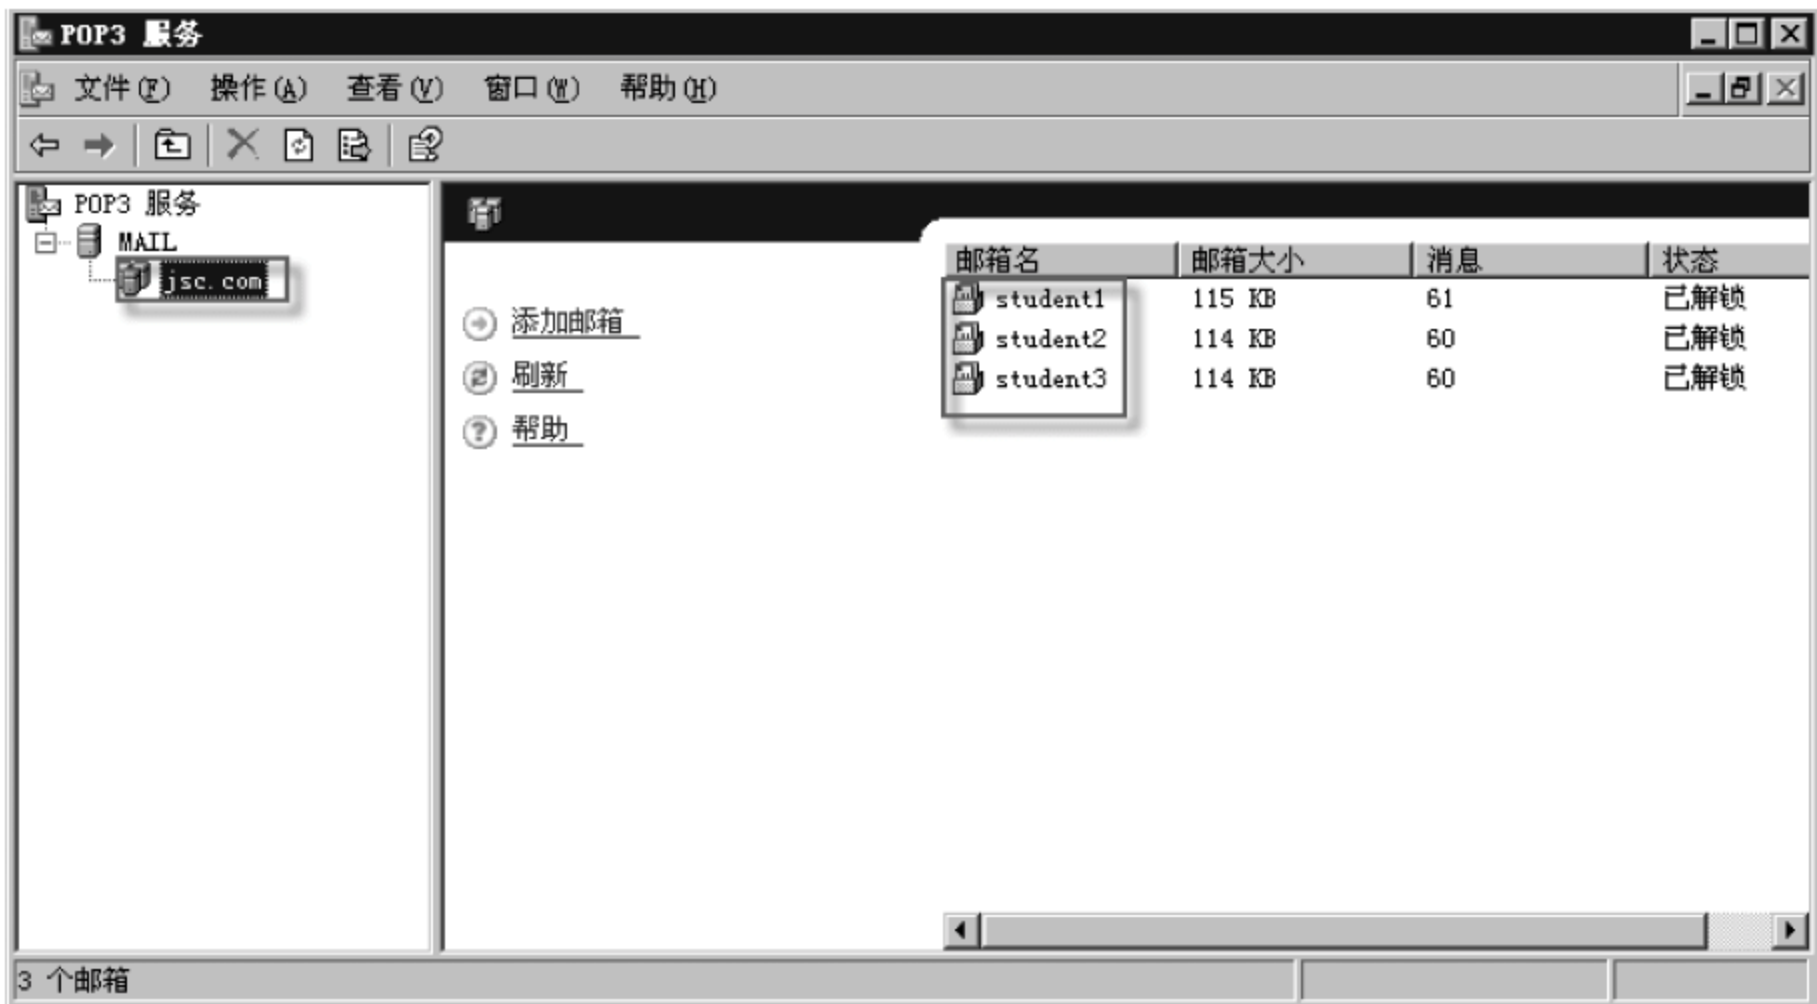 POP3 服务
文件(F) 操作(A) 查看(V) 窗口(W) 帮助(H)
POP3 服务
MAIL
jsc.com
添加邮箱
刷新
帮助
邮箱名 邮箱大小 消息 状态
student1 115 KB 61 已解锁
student2 114 KB 60 已解锁
student3 114 KB 60 已解锁
3 个邮箱